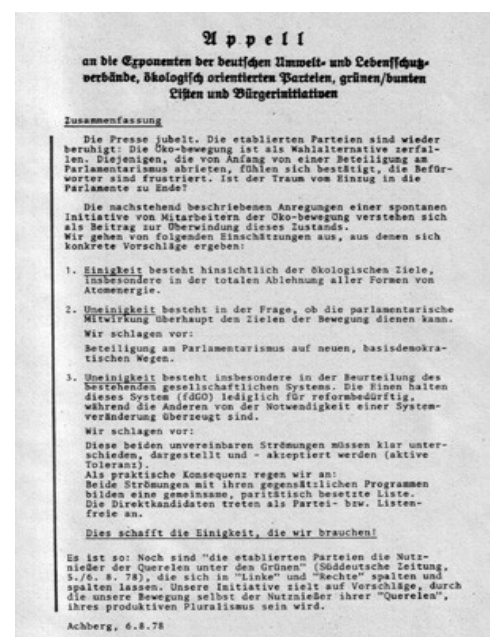 Appell
an die Exponenten der deutschen Umwelt- und Lebensschutz-
verbände, ökologisch orientierten Parteien, grünen/bunten
Listen und Bürgerinitiativen
Zusammenfassung
Die Presse jubelt. Die etablierten Parteien sind wieder
beruhigt: Die Öko-bewegung ist als Wahlalternative zerfal-
len. Diejenigen, die von Anfang von einer Beteiligung am
Parlamentarismus abrieten, fühlen sich bestätigt, die Befür-
worter sind frustriert. Ist der Traum vom Einzug in die
Parlamente zu Ende?
Die nachstehend beschriebenen Anregungen einer spontanen
Initiative von Mitarbeitern der Öko-bewegung verstehen sich
als Beitrag zur Überwindung dieses Zustands.
Wir gehen von folgenden Einschätzungen aus, aus denen sich
konkrete Vorschläge ergeben:
1. Einigkeit besteht hinsichtlich der ökologischen Ziele,
insbesondere in der totalen Ablehnung aller Formen von
Atomenergie.
2. Uneinigkeit besteht in der Frage, ob die parlamentarische
Mitwirkung überhaupt den Zielen der Bewegung dienen kann.
Wir schlagen vor:
Beteiligung am Parlamentarismus auf neuen, basisdemokra-
tischen Wegen.
3. Uneinigkeit besteht insbesondere in der Beurteilung des
bestehenden gesellschaftlichen Systems. Die Einen halten
dieses System (fdGO) lediglich für reformbedürftig,
während die Anderen von der Notwendigkeit einer System-
veränderung überzeugt sind.
Wir schlagen vor:
Diese beiden unvereinbaren Strömungen müssen klar unter-
schieden, dargestellt und - akzeptiert werden (aktive
Toleranz).
Als praktische Konsequenz regen wir an:
Beide Strömungen mit ihren gegensätzlichen Programmen
bilden eine gemeinsame, paritätisch besetzte Liste.
Die Direktkandidaten treten als Partei- bzw. Listen-
freie an.
Dies schafft die Einigkeit, die wir brauchen!
Es ist so: Noch sind "die etablierten Parteien die Nutz-
nießer der Querelen unter den Grünen" (Süddeutsche Zeitung,
5./6. 8. 78), die sich in "Linke" und "Rechte" spalten und
spalten lassen. Unsere Initiative zielt auf Vorschläge, durch
die unsere Bewegung selbst der Nutznießer ihrer "Querelen",
ihres produktiven Pluralismus sein wird.
Achberg, 6.8.78